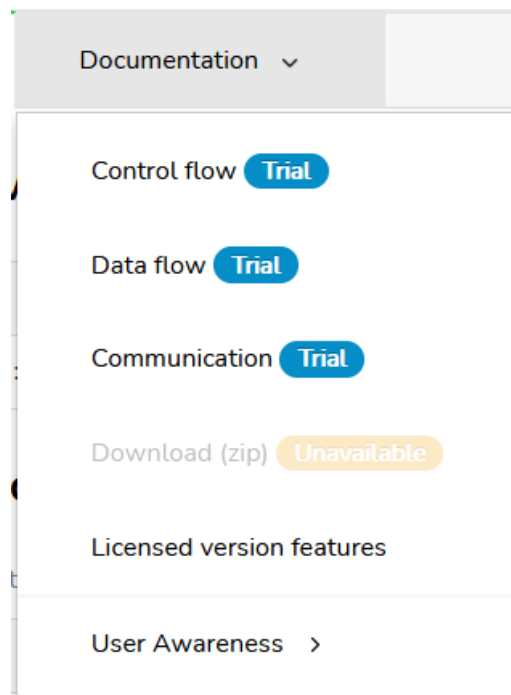 Documentation
Control flow Trial
Data flow Trial
Communication Trial
Download (zip) Unavailable
Licensed version features
User Awareness